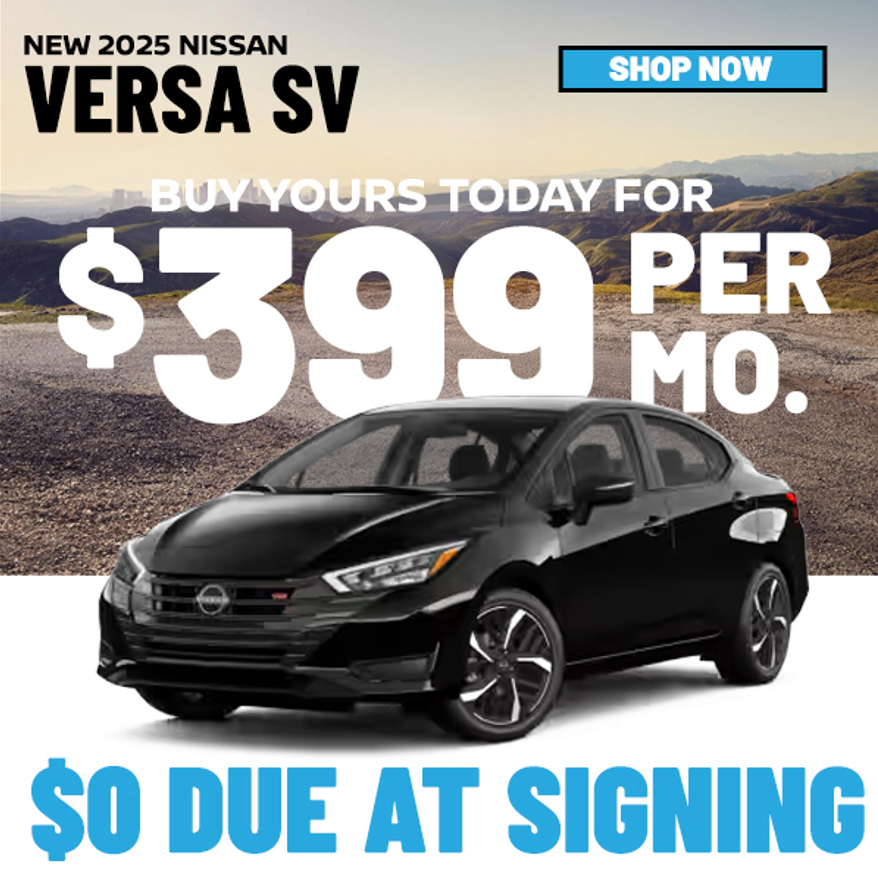 NEW 2025 NISSAN
VERSA SV
SHOP NOW
BUY YOURS TODAY FOR
$399 PER MO.
$0 DUE AT SIGNING